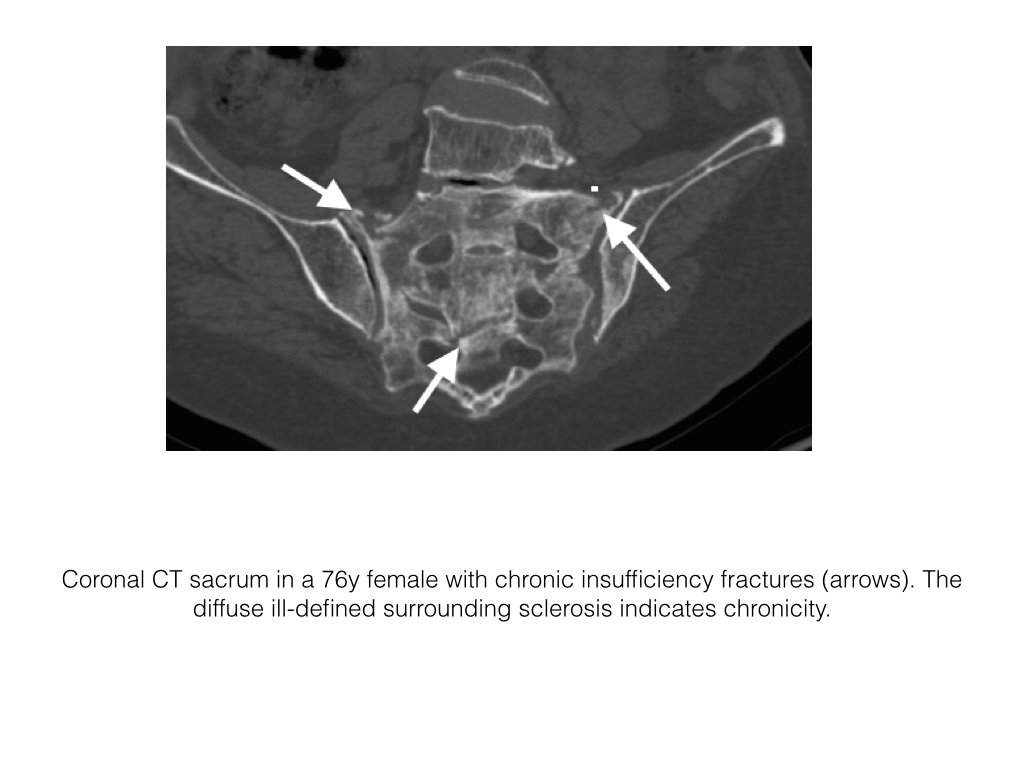 Coronal CT sacrum in a 76y female with chronic insufficiency fractures (arrows). The
diffuse ill-defined surrounding sclerosis indicates chronicity.